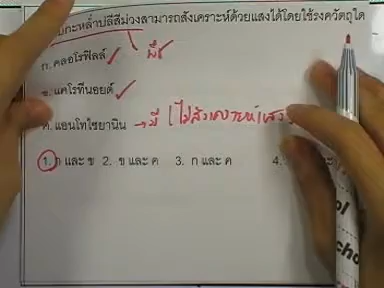 กะหล่ำปลีสีม่วงสามารถสังเคราะห์ด้วยแสงได้โดยใช้รงควัตถุใด
ก. คลอโรฟิลล์ พืช
ข. แคโรทีนอยด์
ค. แอนโทไซยานิน → มี (ไม่สังเคราะห์แสง
1. ก และ ข 2. ข และ ค 3. ก และ ค 4.